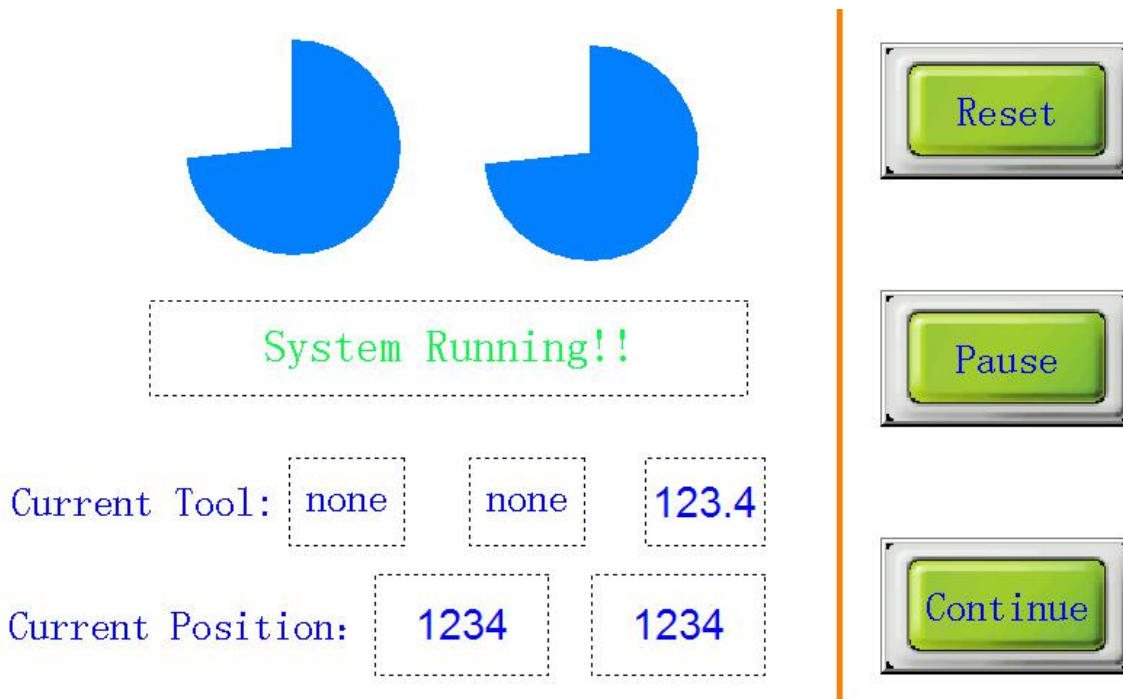 System Running!!
Current Tool: none none 123.4
Current Position: 1234 1234
Reset
Pause
Continue